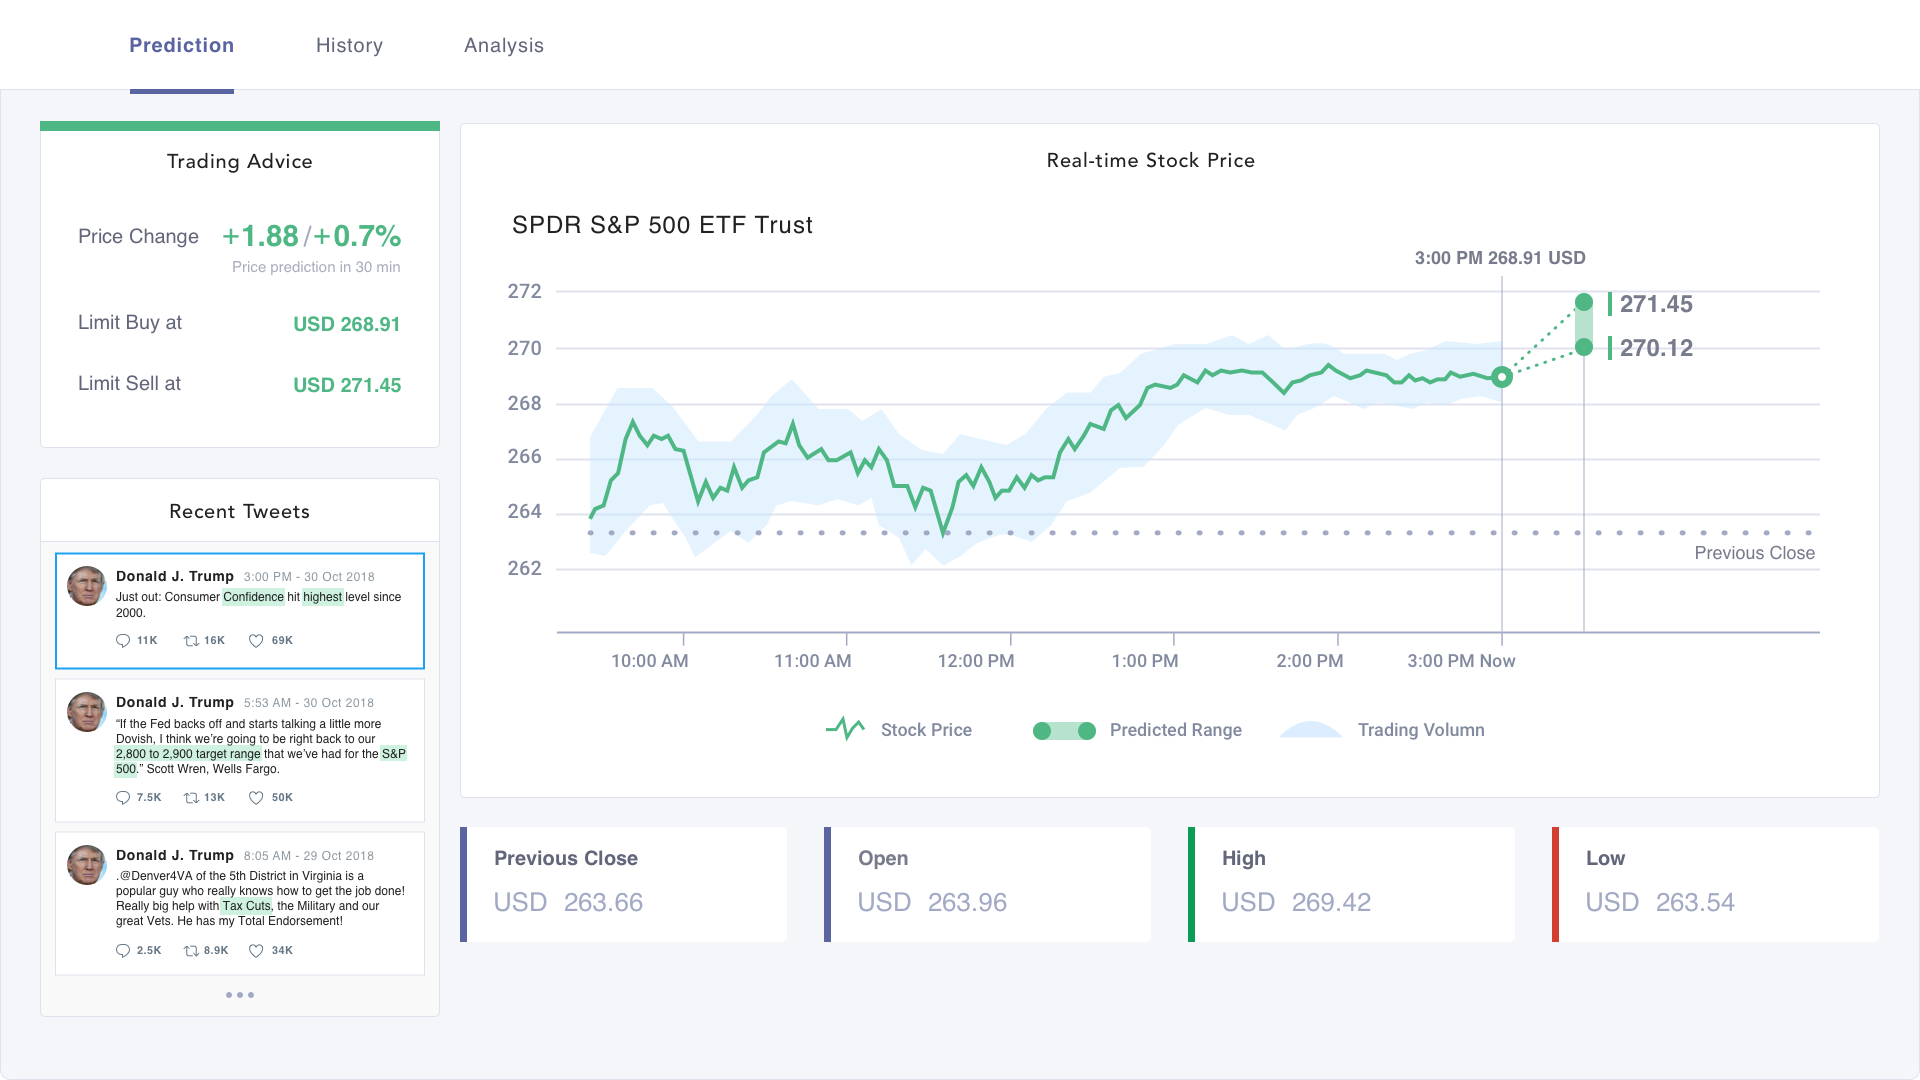 Prediction History Analysis
Trading Advice
Price Change +1.88/+0.7%
Price prediction in 30 min
Limit Buy at USD 268.91
Limit Sell at USD 271.45
Recent Tweets
Donald J. Trump 3:00 PM - 30 Oct 2018
Just out: Consumer Confidence hit highest level since
2000.
11K 16K 69K
Donald J. Trump 5:53 AM - 30 Oct 2018
“If the Fed backs off and starts talking a little more
Dovish, I think we’re going to be right back to our
2,800 to 2,900 target range that we’ve had for the S&P
500.” Scott Wren, Wells Fargo.
7.5K 13K 50K
Donald J. Trump 8:05 AM - 29 Oct 2018
.@Denver4VA of the 5th District in Virginia is a
popular guy who really knows how to get the job done!
Really big help with Tax Cuts, the Military and our
great Vets. He has my Total Endorsement!
2.5K 8.9K 34K
Real-time Stock Price
SPDR S&P 500 ETF Trust
3:00 PM 268.91 USD
272
271.45
270
270.12
268
266
264
Previous Close
262
10:00 AM 11:00 AM 12:00 PM 1:00 PM 2:00 PM 3:00 PM Now
Stock Price Predicted Range Trading Volumn
Previous Close
USD 263.66
Open
USD 263.96
High
USD 269.42
Low
USD 263.54